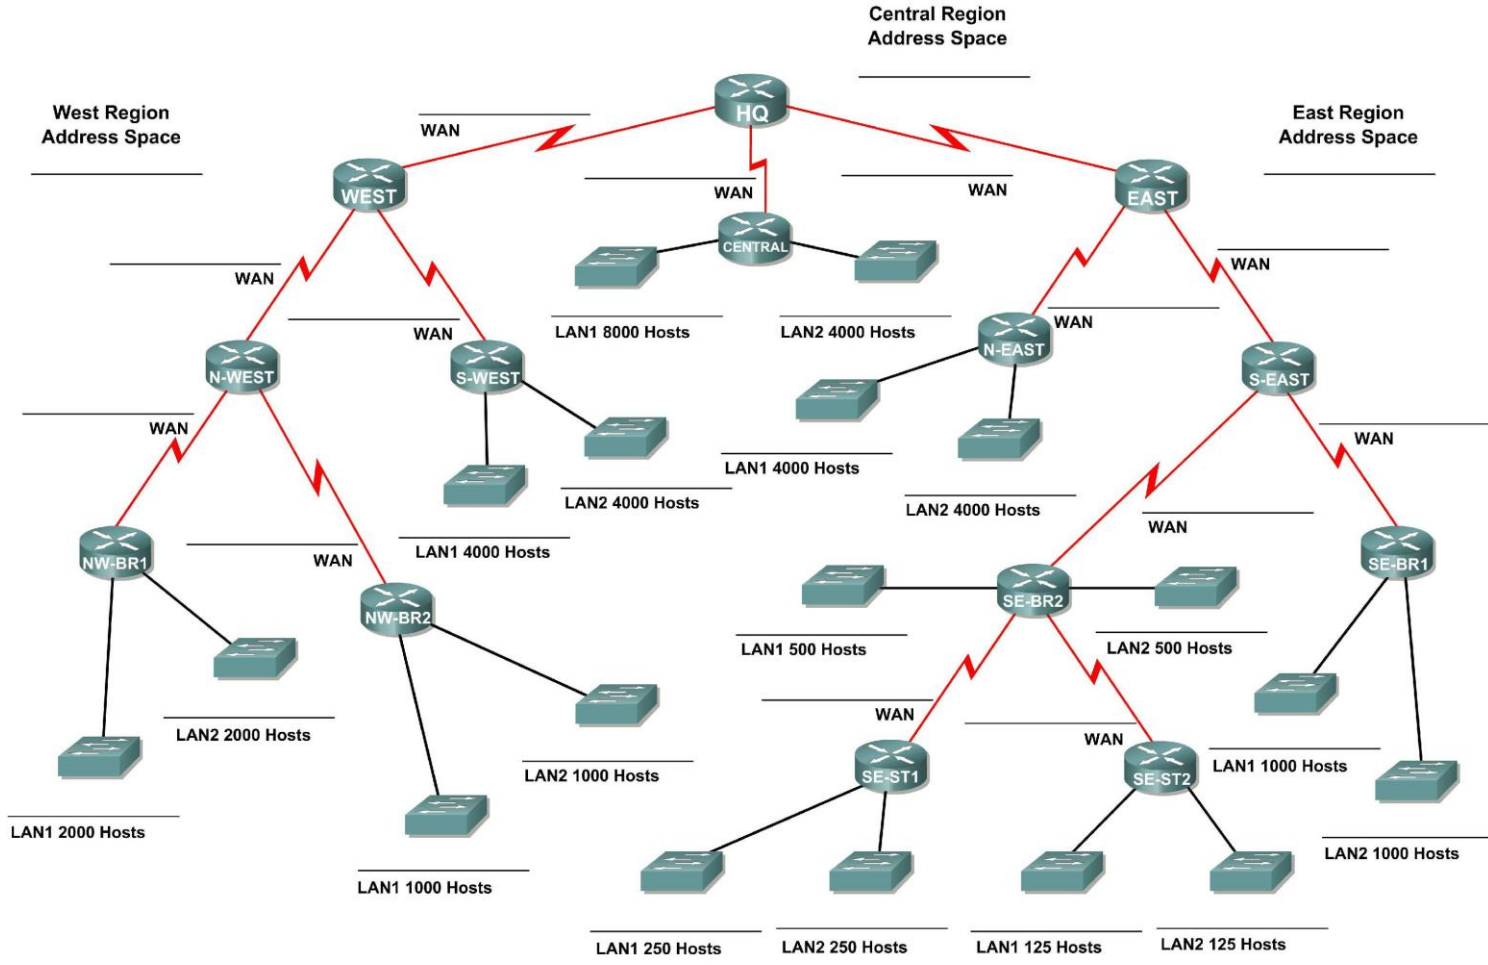 Central Region
Address Space
HQ
West Region
Address Space
East Region
Address Space
WAN
WEST
WAN
WAN
EAST
CENTRAL
WAN
WAN
WAN
LAN1 8000 Hosts
LAN2 4000 Hosts
WAN
N-EAST
N-WEST
S-WEST
S-EAST
WAN
WAN
LAN1 4000 Hosts
LAN2 4000 Hosts
LAN2 4000 Hosts
WAN
LAN1 4000 Hosts
WAN
NW-BR1
SE-BR1
NW-BR2
SE-BR2
LAN1 500 Hosts
LAN2 500 Hosts
WAN
LAN2 2000 Hosts
WAN
LAN2 1000 Hosts
SE-ST1
SE-ST2
LAN1 1000 Hosts
LAN1 2000 Hosts
LAN2 1000 Hosts
LAN1 1000 Hosts
LAN1 250 Hosts
LAN2 250 Hosts
LAN1 125 Hosts
LAN2 125 Hosts